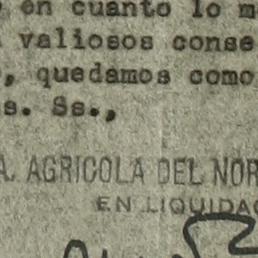 en cuanto lo m
valiosos conse
, quedamos como
s. Ss.,
A. AGRICOLA DEL NOR
EN LIQUIDAC